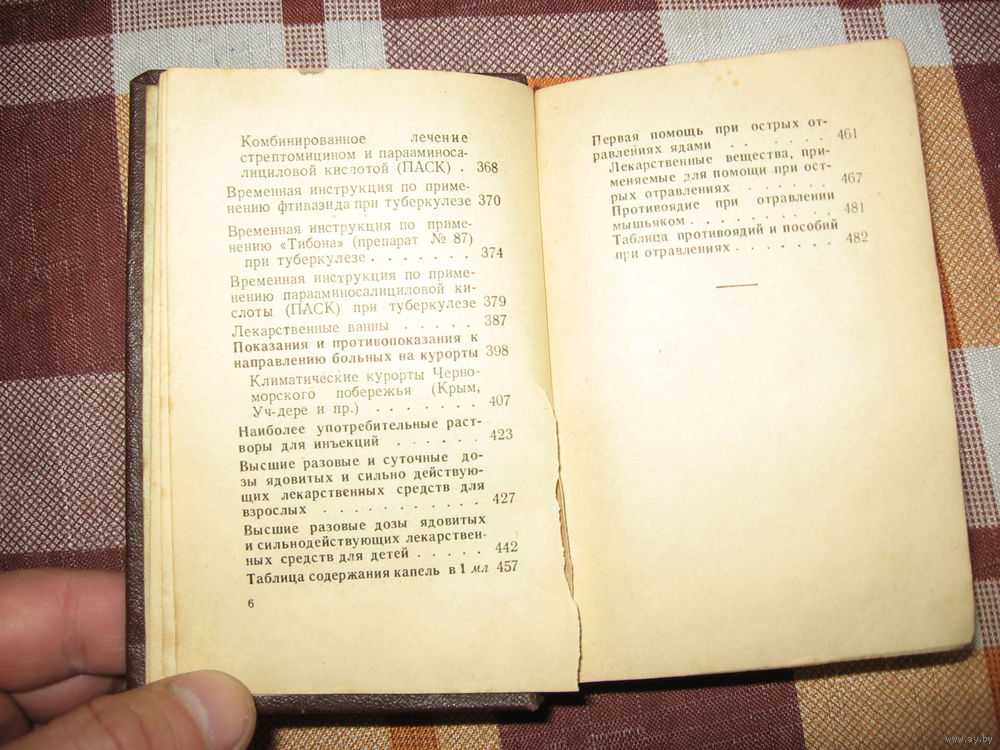 Комбинированное лечение
стрептомицином и парааминоса-
лициловой кислотой (ПАСК) . 368
Временная инструкция по приме-
нению фтивазида при туберкулезе 370
Временная инструкция по приме-
нению «Тибона» (препарат № 87)
при туберкулезе . . . . . . . 374
Временная инструкция по приме-
нению парааминосалициловой ки-
слоты (ПАСК) при туберкулезе 379
Лекарственные ванны . . . . . 387
Показания и противопоказания к
направлению больных на курорты 398
Климатические курорты Черно-
морского побережья (Крым,
Уч-дере и пр.) . . . . . . . 407
Наиболее употребительные раст-
воры для инъекций . . . . . . 423
Высшие разовые и суточные до-
зы ядовитых и сильно действую-
щих лекарственных средств для
взрослых . . . . . . . . . . . 427
Высшие разовые дозы ядовитых
и сильнодействующих лекарствен-
ных средств для детей . . . . . 442
Таблица содержания капель в 1 мл 457
6
Первая помощь при острых от-
равлениях ядами . . . . . . 461
Лекарственные вещества, при-
меняемые для помощи при ост-
рых отравлениях . . . . . . 467
Противоядие при отравлении
мышьяком . . . . . . . . . 481
Таблица противоядий и пособий
при отравлениях . . . . . . . 482
www.ay.by